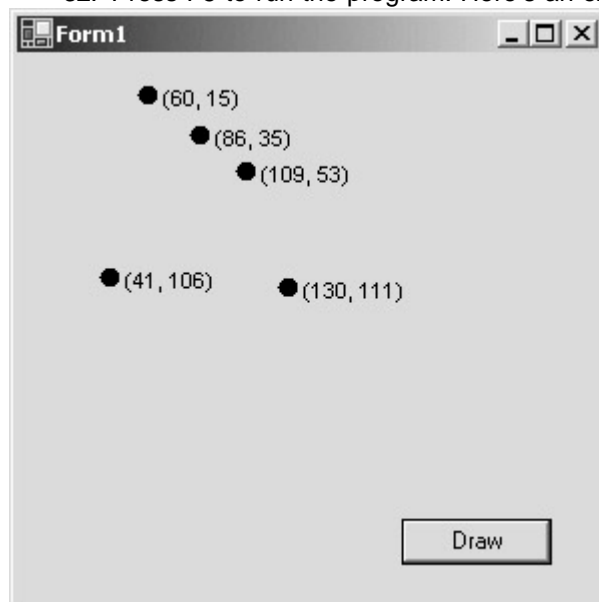 Form1
(60, 15)
(86, 35)
(109, 53)
(41, 106)
(130, 111)
Draw